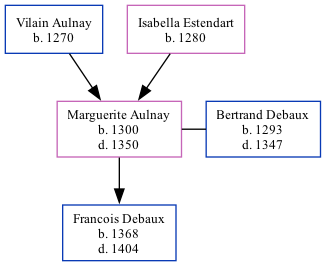 Vilain Aulnay
b. 1270
Isabella Estendart
b. 1280
Marguerite Aulnay
b. 1300
d. 1350
Bertrand Debaux
b. 1293
d. 1347
Francois Debaux
b. 1368
d. 1404